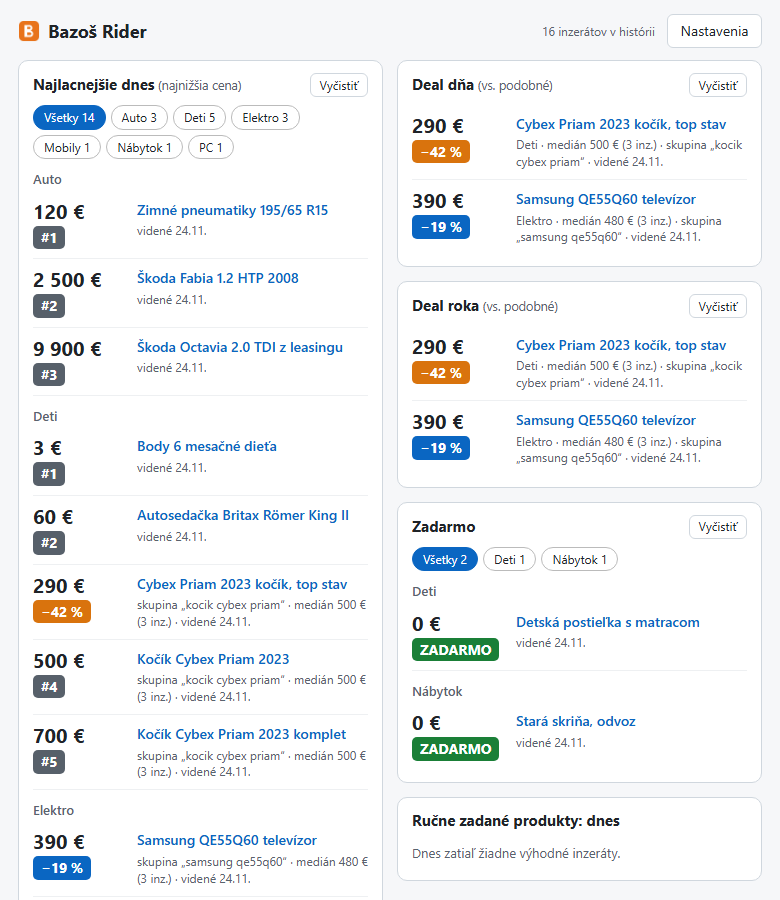 B Bazoš Rider
16 inzerátov v histórii
Nastavenia
Najlacnejšie dnes (najnižšia cena)
Vyčistiť
Všetky 14
Auto 3
Deti 5
Elektro 3
Mobily 1
Nábytok 1
PC 1
Auto
120 €
#1
Zimné pneumatiky 195/65 R15
videné 24.11.
2 500 €
#2
Škoda Fabia 1.2 HTP 2008
videné 24.11.
9 900 €
#3
Škoda Octavia 2.0 TDI z leasingu
videné 24.11.
Deti
3 €
#1
Body 6 mesačné dieťa
videné 24.11.
60 €
#2
Autosedačka Britax Römer King II
videné 24.11.
290 €
−42 %
Cybex Priam 2023 kočík, top stav
skupina „kocik cybex priam“ · medián 500 €
(3 inz.) · videné 24.11.
500 €
#4
Kočík Cybex Priam 2023
skupina „kocik cybex priam“ · medián 500 €
(3 inz.) · videné 24.11.
700 €
#5
Kočík Cybex Priam 2023 komplet
skupina „kocik cybex priam“ · medián 500 €
(3 inz.) · videné 24.11.
Elektro
390 €
−19 %
Samsung QE55Q60 televízor
skupina „samsung qe55q60“ · medián 480 €
(3 inz.) · videné 24.11.
Deal dňa (vs. podobné)
Vyčistiť
290 €
−42 %
Cybex Priam 2023 kočík, top stav
Deti · medián 500 € (3 inz.) · skupina „kocik
cybex priam“ · videné 24.11.
390 €
−19 %
Samsung QE55Q60 televízor
Elektro · medián 480 € (3 inz.) · skupina
„samsung qe55q60“ · videné 24.11.
Deal roka (vs. podobné)
Vyčistiť
290 €
−42 %
Cybex Priam 2023 kočík, top stav
Deti · medián 500 € (3 inz.) · skupina „kocik
cybex priam“ · videné 24.11.
390 €
−19 %
Samsung QE55Q60 televízor
Elektro · medián 480 € (3 inz.) · skupina
„samsung qe55q60“ · videné 24.11.
Zadarmo
Vyčistiť
Všetky 2
Deti 1
Nábytok 1
Deti
0 €
ZADARMO
Detská postieľka s matracom
videné 24.11.
Nábytok
0 €
ZADARMO
Stará skriňa, odvoz
videné 24.11.
Ručne zadané produkty: dnes
Dnes zatiaľ žiadne výhodné inzeráty.